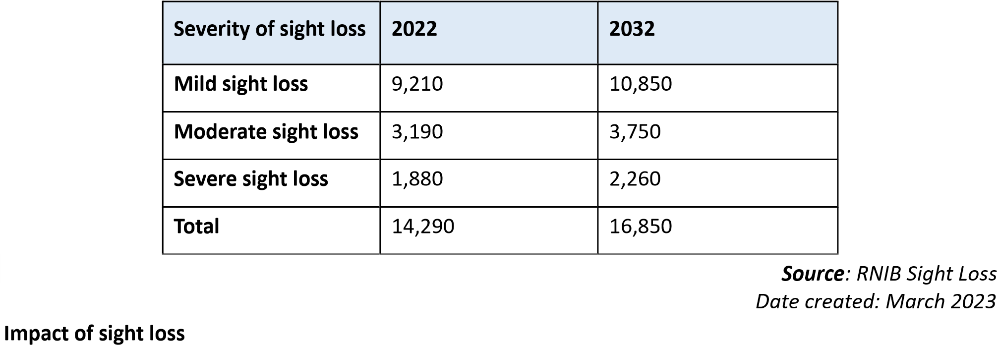 Severity of sight loss 2022 2032
Mild sight loss 9,210 10,850
Moderate sight loss 3,190 3,750
Severe sight loss 1,880 2,260
Total 14,290 16,850
Source: RNIB Sight Loss
Date created: March 2023
Impact of sight loss